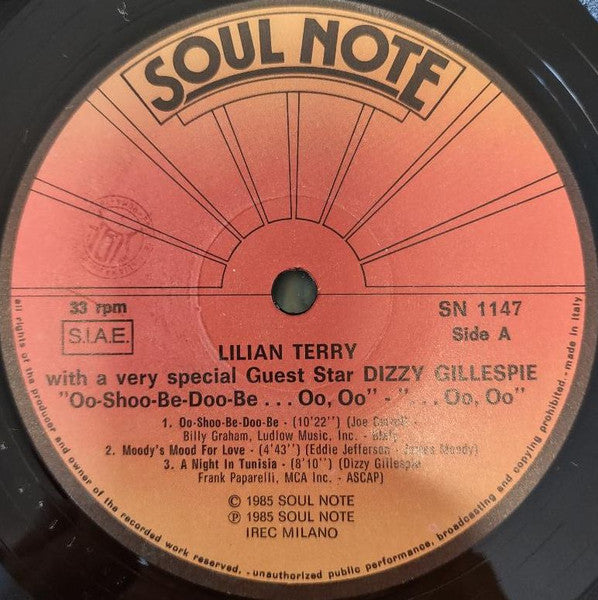 SOUL NOTE
33 rpm
SN 1147
S.I.A.E.
Side A
LILIAN TERRY
with a very special Guest Star DIZZY GILLESPIE
"Oo-Shoo-Be-Doo-Be . . . Oo, Oo" - " . . . Oo, Oo"
1. Oo-Shoo-Be-Doo-Be - (10'22'') (Joe
Billy Graham, Ludlow Music, Inc. -
2. Moody's Mood For Love - (4'43'') (Eddie Jefferson - James Moody)
3. A Night In Tunisia - (8'10'') (Dizzy Gillespie
Frank Paparelli, MCA Inc. - ASCAP)
© 1985 SOUL NOTE
℗ 1985 SOUL NOTE
IREC MILANO
all rights of the producer and owner of the recorded work reserved, - unauthorized public performance, broadcasting and copying prohibited. made in italy